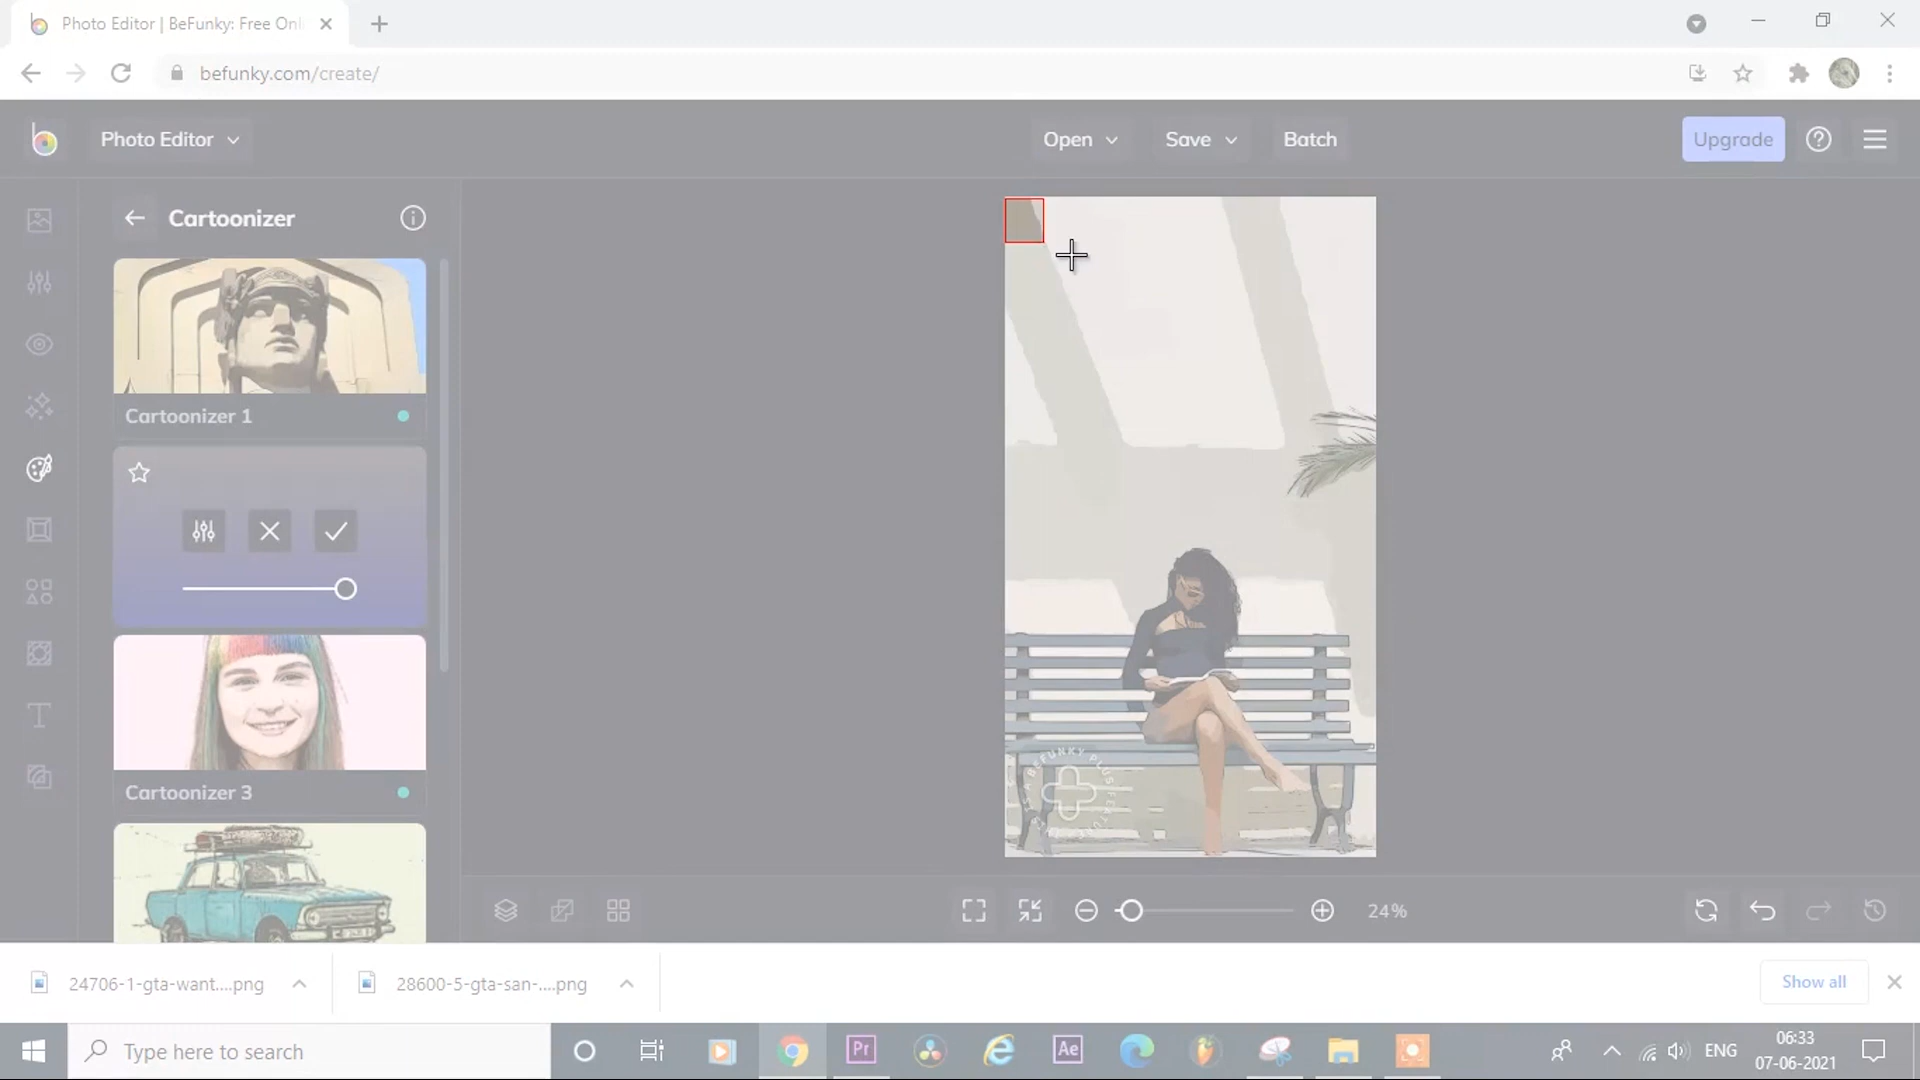 Photo Editor | BeFunky: Free Onl
befunky.com/create/
Photo Editor
Open
Save
Batch
Upgrade
Cartoonizer
Cartoonizer 1
Cartoonizer 3
24%
24706-1-gta-want....png
28600-5-gta-san-....png
Show all
Type here to search
Pr
Ae
ENG
06:33
07-06-2021